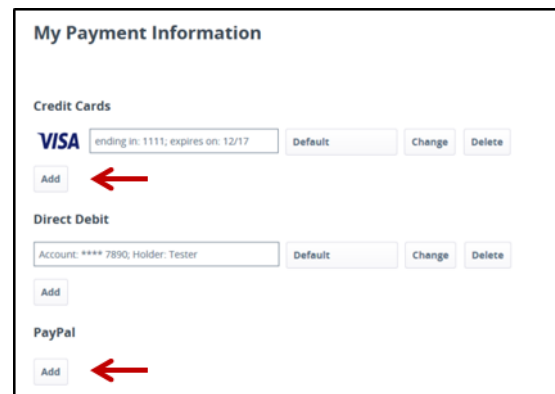 My Payment Information
Credit Cards
VISA ending in: 1111; expires on: 12/17 Default Change Delete
Add
Direct Debit
Account: **** 7890; Holder: Tester Default Change Delete
Add
PayPal
Add